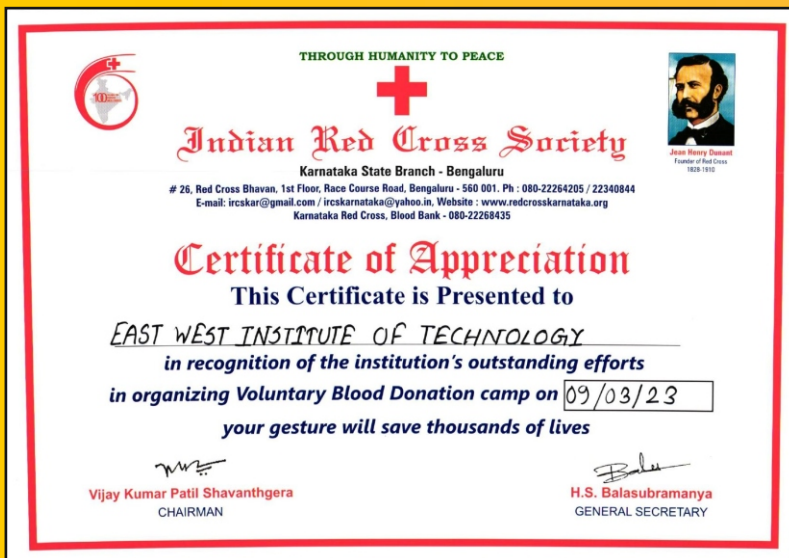 THROUGH HUMANITY TO PEACE
Indian Red Cross Society
Jean Henry Dunant
Founder of Red Cross
1828-1910
Karnataka State Branch - Bengaluru
# 26, Red Cross Bhavan, 1st Floor, Race Course Road, Bengaluru - 560 001. Ph : 080-22264205 / 22340844
E-mail: ircskar@gmail.com / ircskarnataka@yahoo.in, Website : www.redcrosskarnataka.org
Karnataka Red Cross, Blood Bank - 080-22268435
Certificate of Appreciation
This Certificate is Presented to
EAST WEST INSTITUTE OF TECHNOLOGY
in recognition of the institution's outstanding efforts
in organizing Voluntary Blood Donation camp on 09/03/23
your gesture will save thousands of lives
Vijay Kumar Patil Shavanthgera
CHAIRMAN
H.S. Balasubramanya
GENERAL SECRETARY